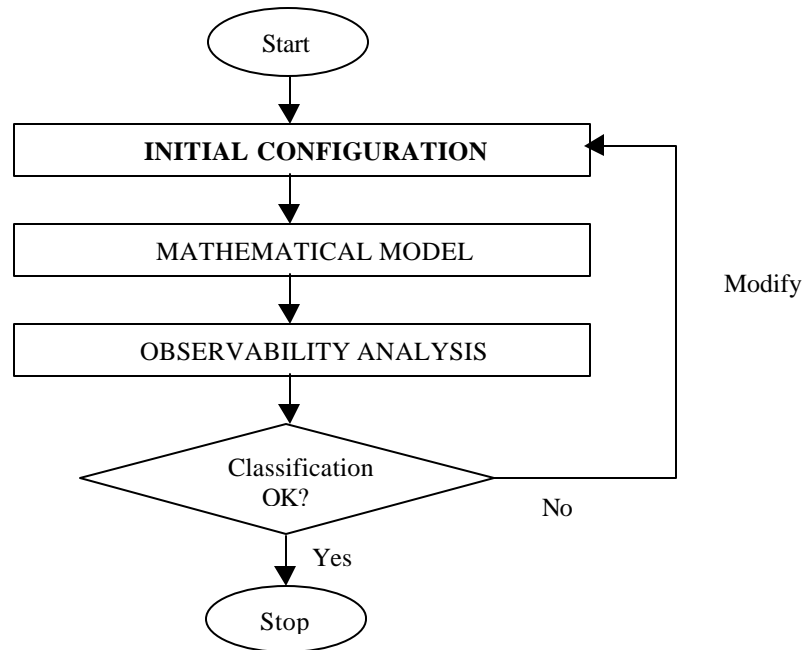 Start
INITIAL CONFIGURATION
MATHEMATICAL MODEL
Modify
OBSERVABILITY ANALYSIS
Classification
OK?
No
Yes
Stop